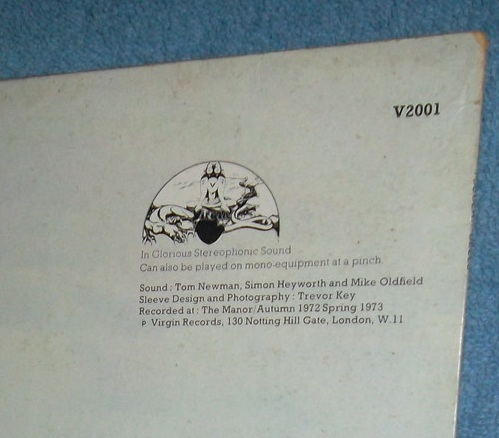 V2001
In Glorious Stereophonic Sound
Can also be played on mono-equipment at a pinch.
Sound : Tom Newman, Simon Heyworth and Mike Oldfield
Sleeve Design and Photography : Trevor Key
Recorded at : The Manor/Autumn 1972 Spring 1973
℗ Virgin Records, 130 Notting Hill Gate, London, W.11